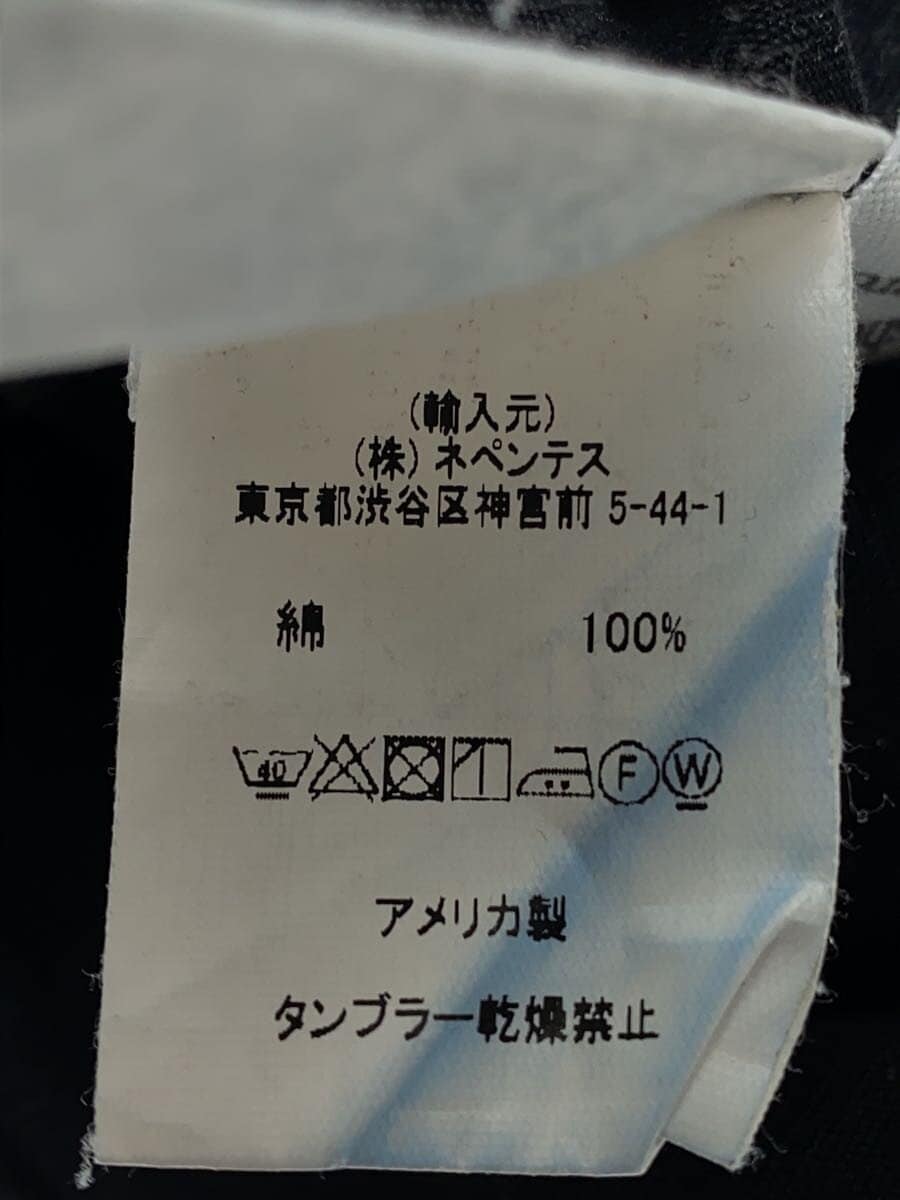 (輸入元)
(株)ネペンテス
東京都渋谷区神宮前 5-44-1
綿 100%
40 F W
アメリカ製
タンブラー乾燥禁止